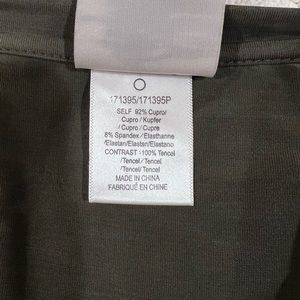 171395/171395P
SELF 92% Cupro/
Cupro / Kupfer
/ Cupro / Cupre
8% Spandex /Elasthanne
/Elastan/Elastan/Elastano
CONTRAST :100% Tencel
/Tencel /Tencel
/Tencel / Tencel
MADE IN CHINA
FABRIQUÉ EN CHINE